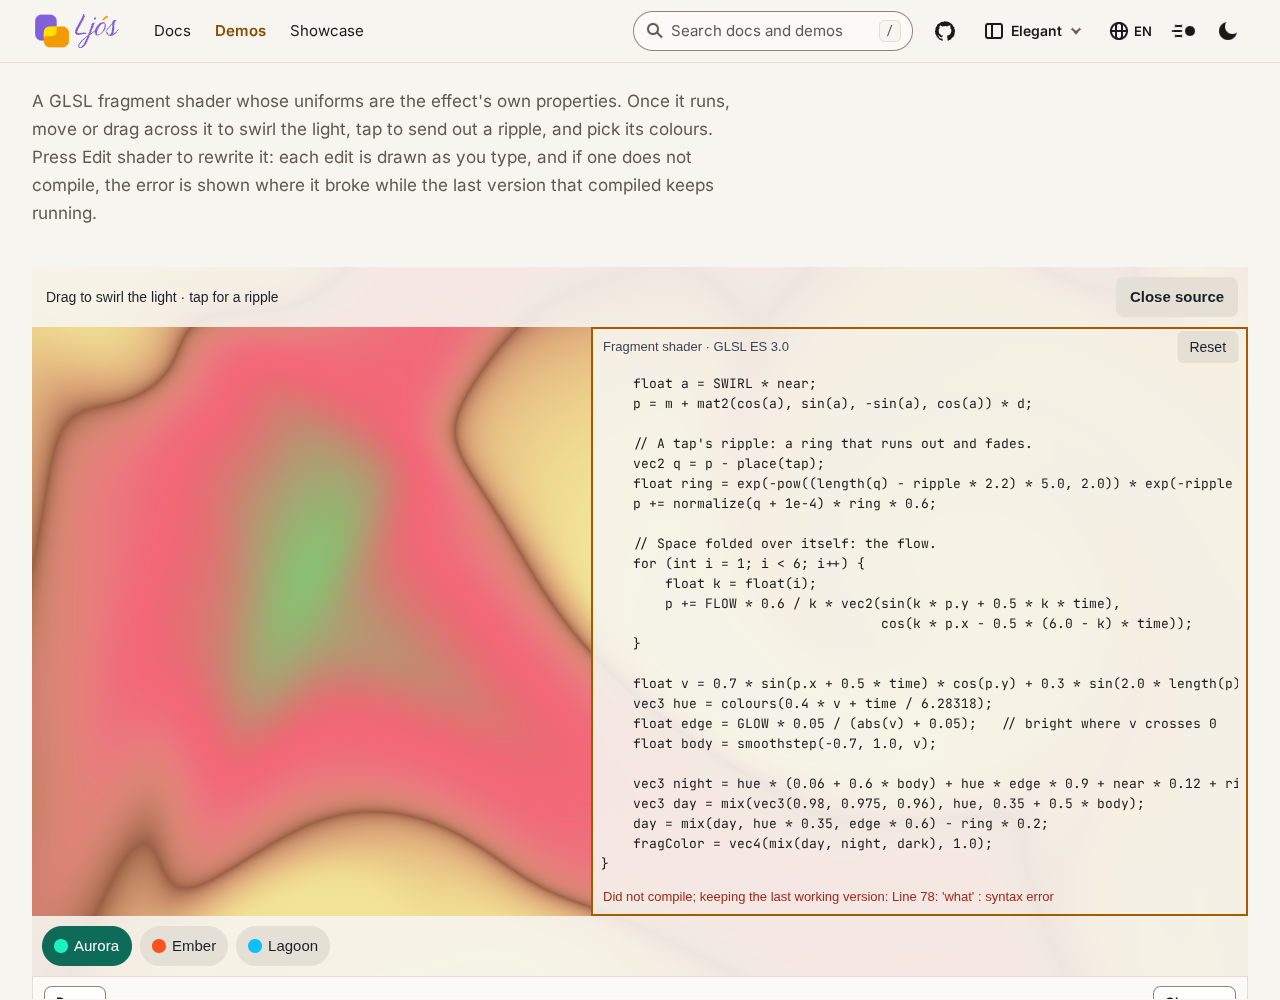 Ljós Docs Demos Showcase Search docs and demos / Elegant EN
A GLSL fragment shader whose uniforms are the effect's own properties. Once it runs,
move or drag across it to swirl the light, tap to send out a ripple, and pick its colours.
Press Edit shader to rewrite it: each edit is drawn as you type, and if one does not
compile, the error is shown where it broke while the last version that compiled keeps
running.
Drag to swirl the light · tap for a ripple
Close source
Fragment shader · GLSL ES 3.0
Reset
float a = SWIRL * near;
p = m + mat2(cos(a), sin(a), -sin(a), cos(a)) * d;
// A tap's ripple: a ring that runs out and fades.
vec2 q = p - place(tap);
float ring = exp(-pow((length(q) - ripple * 2.2) * 5.0, 2.0)) * exp(-ripple
p += normalize(q + 1e-4) * ring * 0.6;
// Space folded over itself: the flow.
for (int i = 1; i < 6; i++) {
float k = float(i);
p += FLOW * 0.6 / k * vec2(sin(k * p.y + 0.5 * k * time),
cos(k * p.x - 0.5 * (6.0 - k) * time));
}
float v = 0.7 * sin(p.x + 0.5 * time) * cos(p.y) + 0.3 * sin(2.0 * length(p)
vec3 hue = colours(0.4 * v + time / 6.28318);
float edge = GLOW * 0.05 / (abs(v) + 0.05);   // bright where v crosses 0
float body = smoothstep(-0.7, 1.0, v);
vec3 night = hue * (0.06 + 0.6 * body) + hue * edge * 0.9 + near * 0.12 + ri
vec3 day = mix(vec3(0.98, 0.975, 0.96), hue, 0.35 + 0.5 * body);
day = mix(day, hue * 0.35, edge * 0.6) - ring * 0.2;
fragColor = vec4(mix(day, night, dark), 1.0);
}
Did not compile; keeping the last working version: Line 78: 'what' : syntax error
Aurora Ember Lagoon